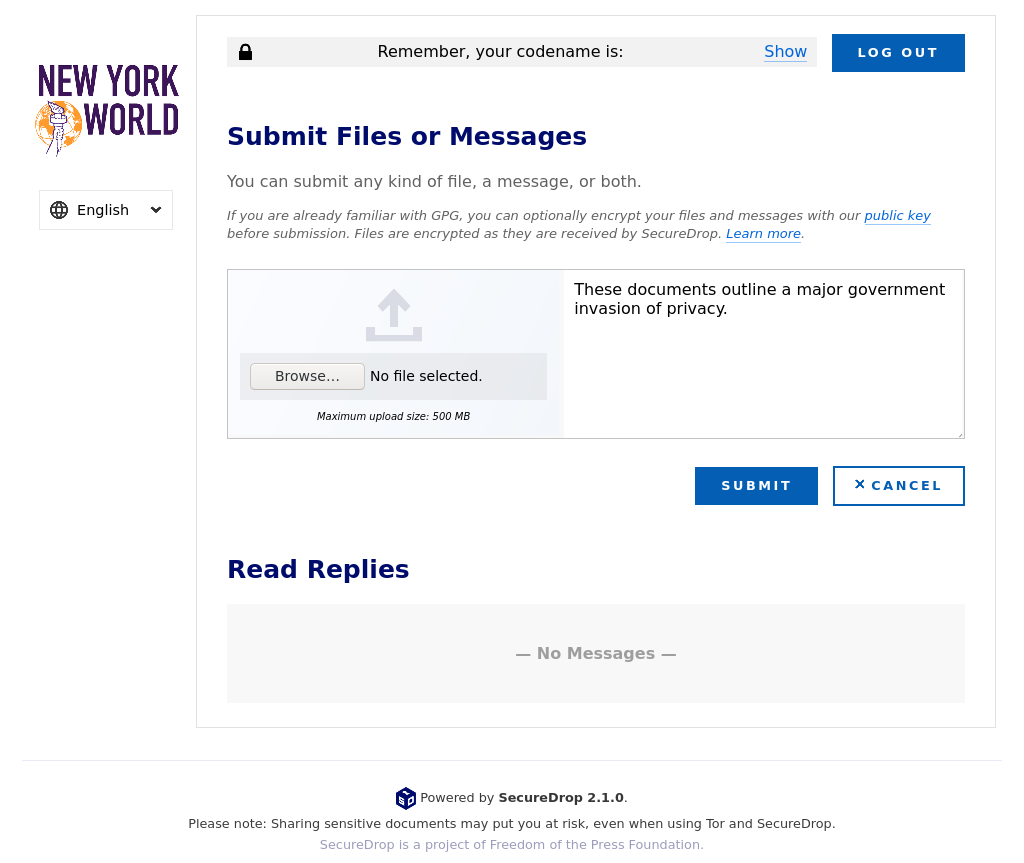 NEW YORK
WORLD
English
Remember, your codename is:
Show
LOG OUT
Submit Files or Messages
You can submit any kind of file, a message, or both.
If you are already familiar with GPG, you can optionally encrypt your files and messages with our public key
before submission. Files are encrypted as they are received by SecureDrop. Learn more.
Browse...
No file selected.
Maximum upload size: 500 MB
These documents outline a major government
invasion of privacy.
SUBMIT
✕ CANCEL
Read Replies
— No Messages —
Powered by SecureDrop 2.1.0.
Please note: Sharing sensitive documents may put you at risk, even when using Tor and SecureDrop.
SecureDrop is a project of Freedom of the Press Foundation.